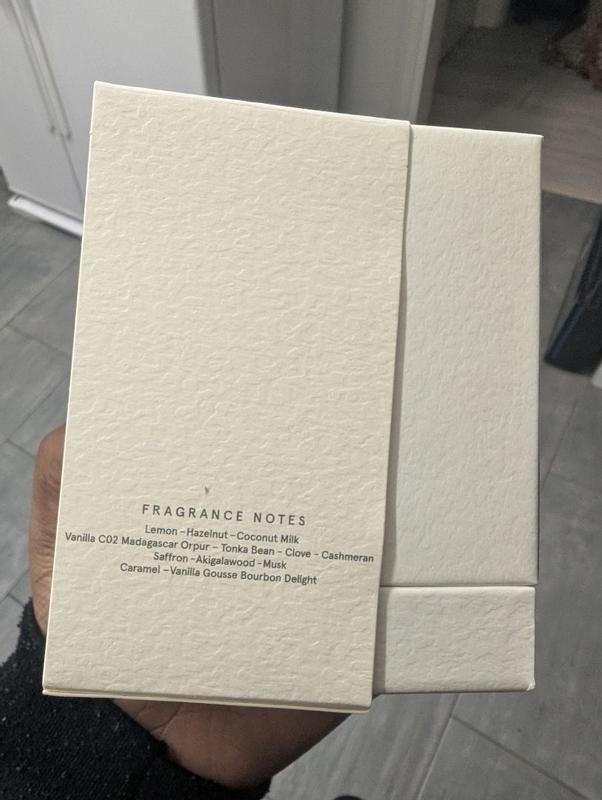 FRAGRANCE NOTES
Lemon – Hazelnut – Coconut Milk
Vanilla C02 Madagascar Orpur – Tonka Bean – Clove – Cashmeran
Saffron – Akigalawood – Musk
Caramel – Vanilla Gousse Bourbon Delight